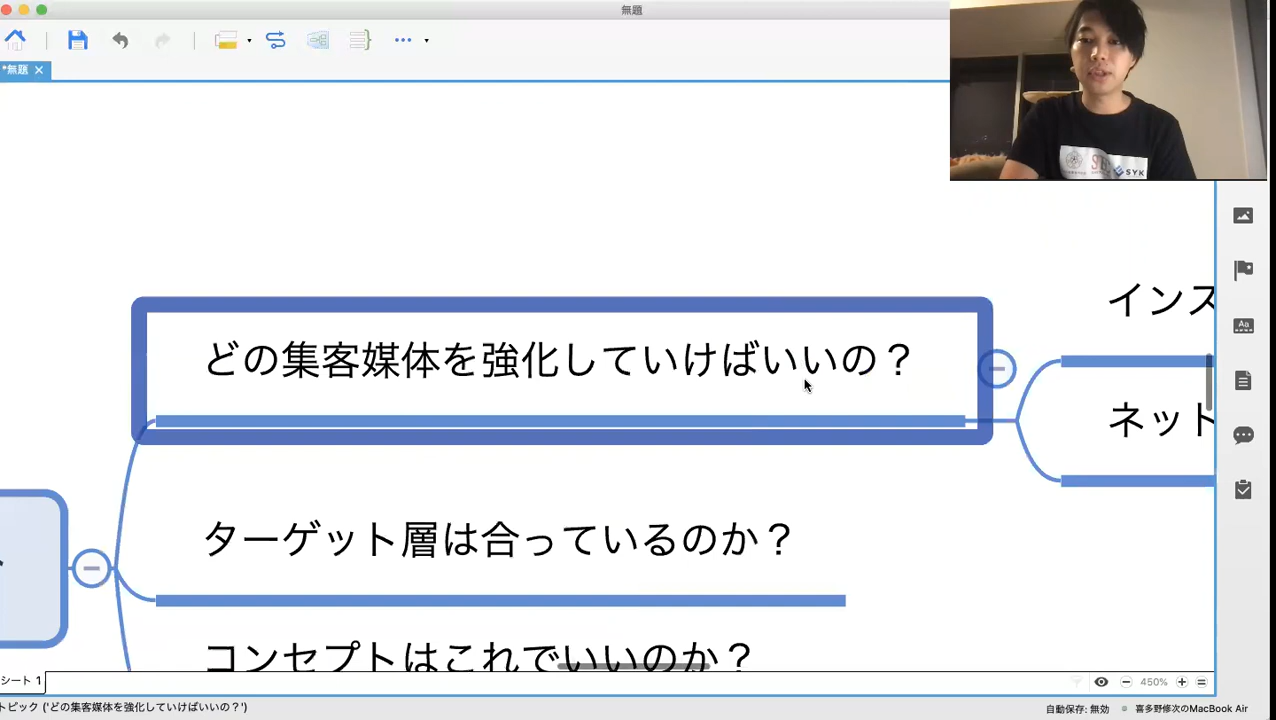 無題
*無題
SYK
どの集客媒体を強化していけばいいの？
インス
ネット
ターゲット層は合っているのか？
コンセプトはこれでいいのか？
シート 1
450%
トピック ('どの集客媒体を強化していけばいいの？')
自動保存: 無効
喜多野修次のMacBook Air